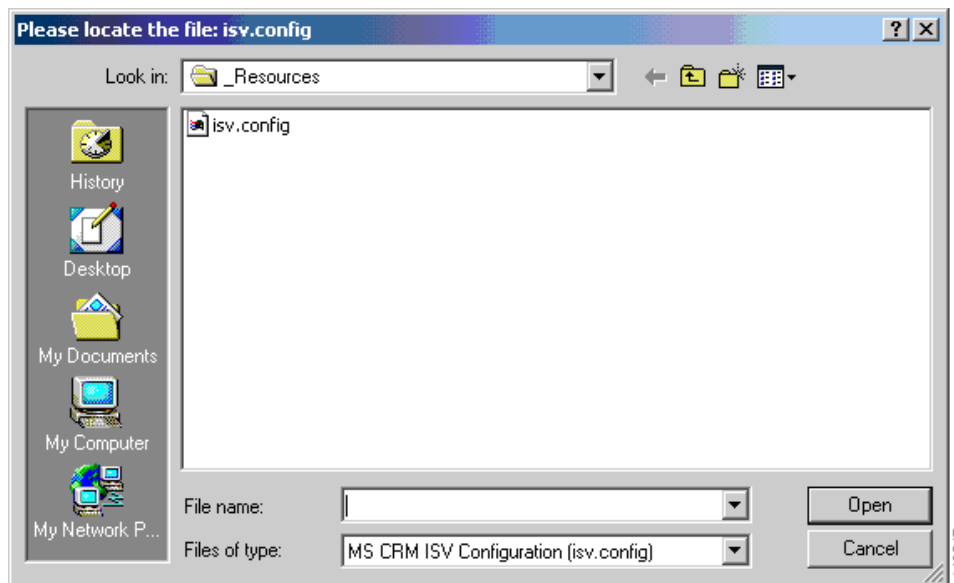 Please locate the file: isv.config
Look in: _Resources
isv.config
History
Desktop
My Documents
My Computer
My Network P...
File name:
Open
Files of type: MS CRM ISV Configuration (isv.config)
Cancel